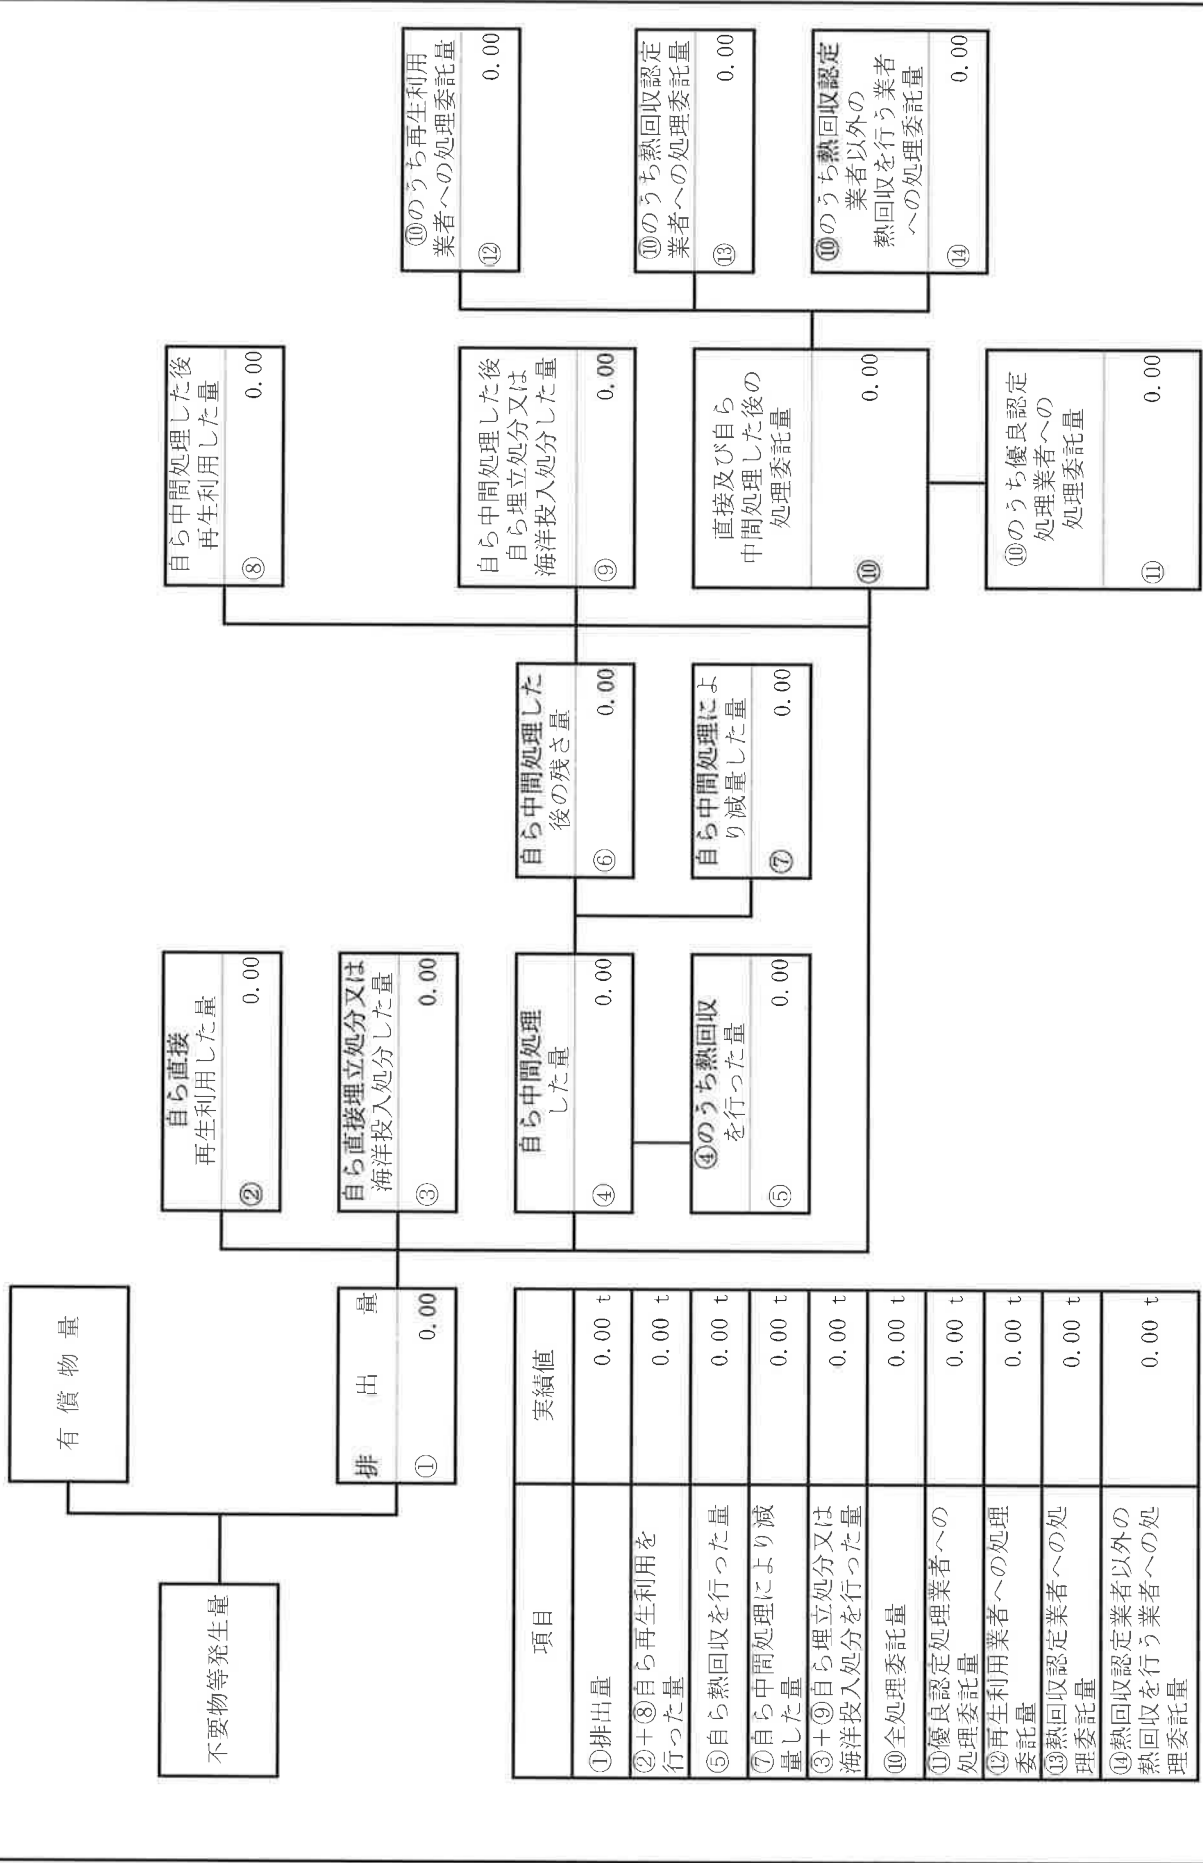 有 償 物 量
不要物等発生量
排 出 量
① 0.00
自ら直接
再生利用した量
② 0.00
自ら直接埋立処分又は
海洋投入処分した量
③ 0.00
自ら中間処理
した量
④ 0.00
④のうち熱回収
を行った量
⑤ 0.00
自ら中間処理した
後の残さ量
⑥ 0.00
自ら中間処理によ
り減量した量
⑦ 0.00
自ら中間処理した後
再生利用した量
⑧ 0.00
自ら中間処理した後
自ら埋立処分又は
海洋投入処分した量
⑨ 0.00
直接及び自ら
中間処理した後の
処理委託量
⑩ 0.00
⑩のうち優良認定
処理業者への
処理委託量
⑪ 0.00
⑩のうち再生利用
業者への処理委託量
⑫ 0.00
⑩のうち熱回収認定
業者への処理委託量
⑬ 0.00
⑩のうち熱回収認定
業者以外の
熱回収を行う業者
への処理委託量
⑭ 0.00
項目 実績値
①排出量 0.00 t
②+⑧自ら再生利用を
行った量 0.00 t
⑤自ら熱回収を行った量 0.00 t
⑦自ら中間処理により減
量した量 0.00 t
③+⑨自ら埋立処分又は
海洋投入処分を行った量 0.00 t
⑩全処理委託量 0.00 t
⑪優良認定処理業者への
処理委託量 0.00 t
⑫再生利用業者への処理
委託量 0.00 t
⑬熱回収認定業者への処
理委託量 0.00 t
⑭熱回収認定業者以外の
熱回収を行う業者への処
理委託量 0.00 t